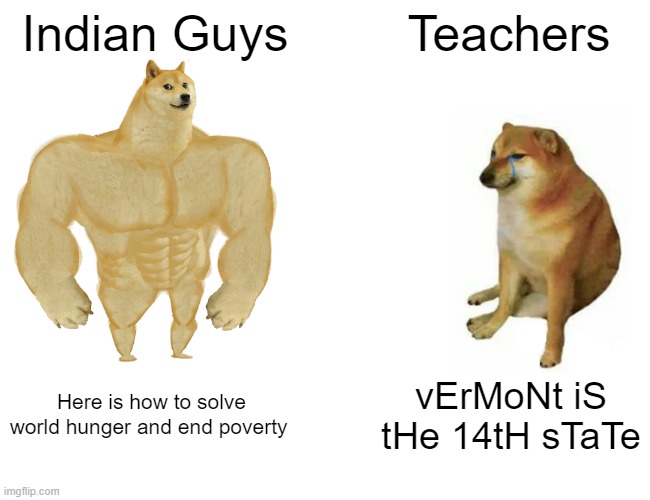 Indian Guys
Teachers
Here is how to solve
world hunger and end poverty
vErMoNt iS
tHe 14tH sTaTe
imgflip.com